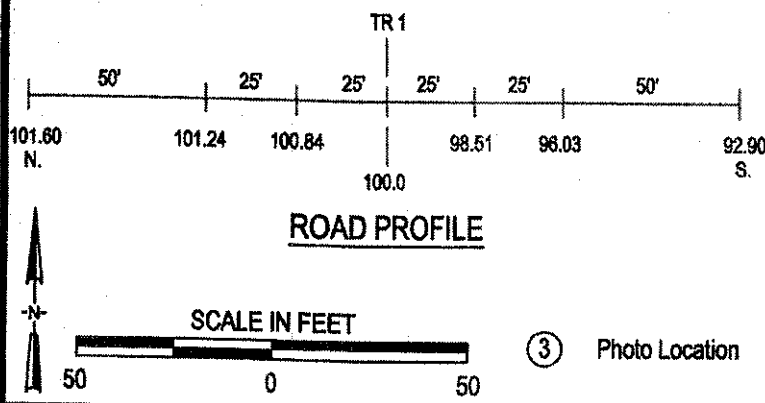 TR 1
50' 25' 25' 25' 25' 50'
101.60 101.24 100.84 98.51 96.03 92.90
N. S.
100.0
ROAD PROFILE
-N-
SCALE IN FEET
3 Photo Location
50 0 50